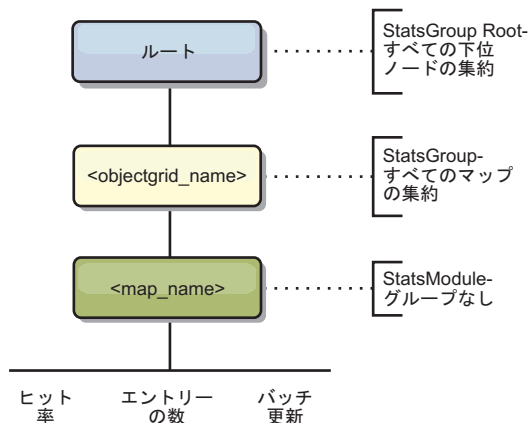 ルート
StatsGroup Root-
すべての下位
ノードの集約
<objectgrid_name>
StatsGroup-
すべてのマップ
の集約
<map_name>
StatsModule-
グループなし
ヒット
率
エントリー
の数
バッチ
更新